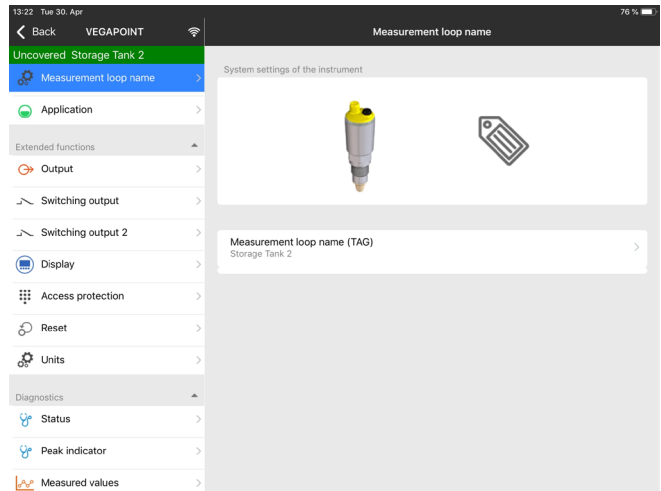 13:22 Tue 30. Apr
76 %
Back VEGAPOINT
Measurement loop name
Uncovered Storage Tank 2
Measurement loop name
Application
Extended functions
Output
Switching output
Switching output 2
Display
Access protection
Reset
Units
Diagnostics
Status
Peak indicator
Measured values
System settings of the instrument
Measurement loop name (TAG)
Storage Tank 2